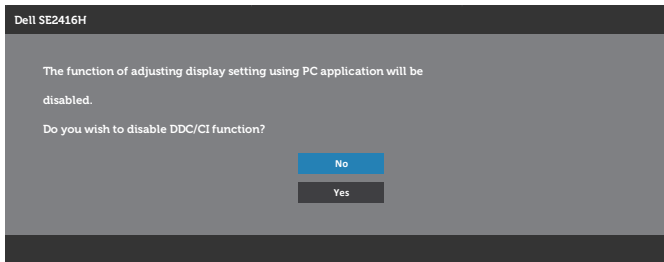 Dell SE2416H
The function of adjusting display setting using PC application will be
disabled.
Do you wish to disable DDC/CI function?
No
Yes